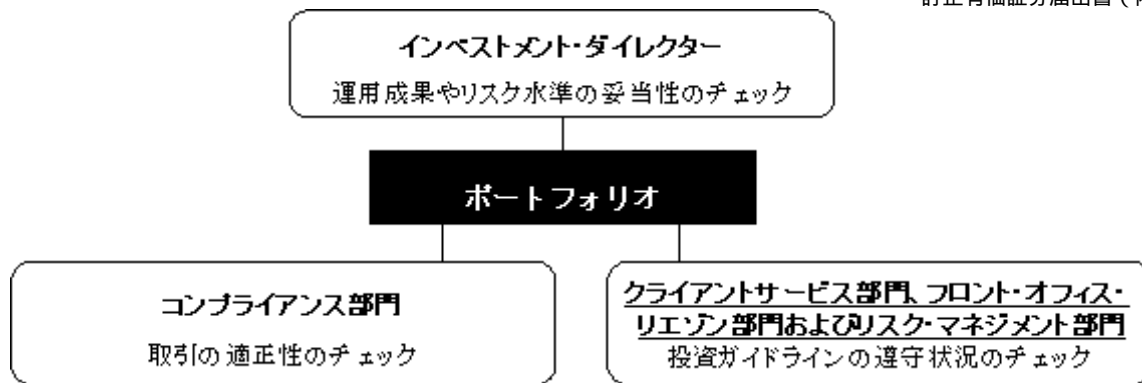 インベストメント・ダイレクター
運用成果やリスク水準の妥当性のチェック
ポートフォリオ
コンプライアンス部門
取引の適正性のチェック
クライアントサービス部門、フロント・オフィス・
リエゾン部門およびリスク・マネジメント部門
投資ガイドラインの遵守状況のチェック